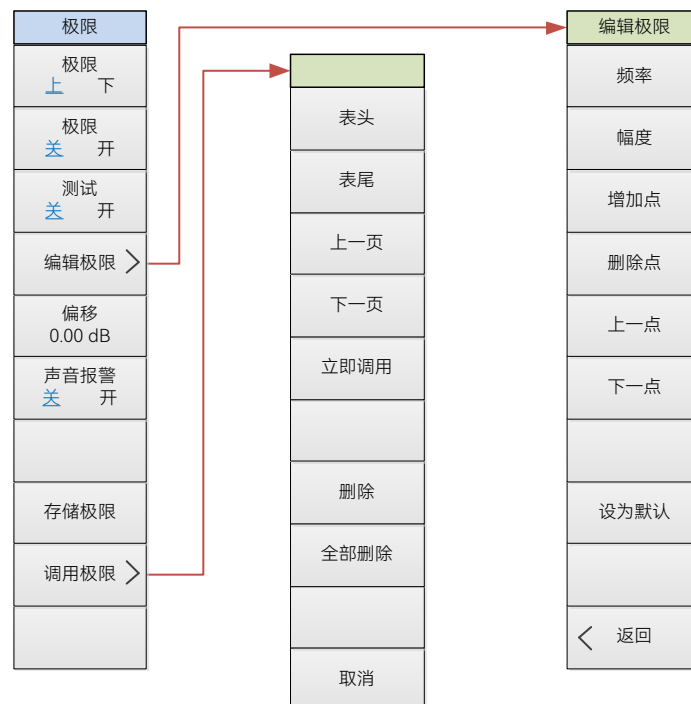 极限
极限
上 下
极限
关 开
测试
关 开
编辑极限
偏移
0.00 dB
声音报警
关 开
存储极限
调用极限
表头
表尾
上一页
下一页
立即调用
删除
全部删除
取消
编辑极限
频率
幅度
增加点
删除点
上一点
下一点
设为默认
返回